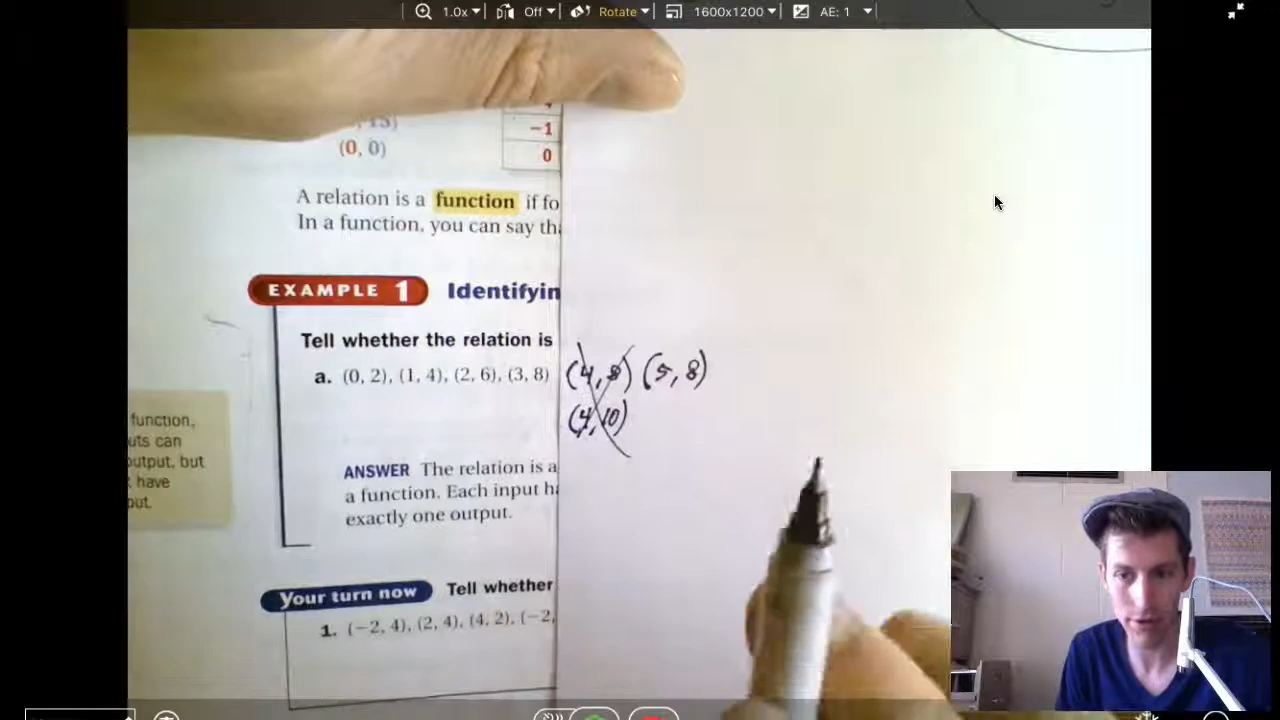 1.0x Off Rotate 1600x1200 AE: 1
−1
(0, 0)
0
A relation is a function if fo
In a function, you can say th
EXAMPLE 1 Identifyin
Tell whether the relation is
a. (0, 2), (1, 4), (2, 6), (3, 8) (4, 8) (5, 8)
(4, 10)
function,
uts can
output, but
have
put.
ANSWER The relation is a
a function. Each input ha
exactly one output.
Your turn now Tell whether
1. (−2, 4), (2, 4), (4, 2), (−2,